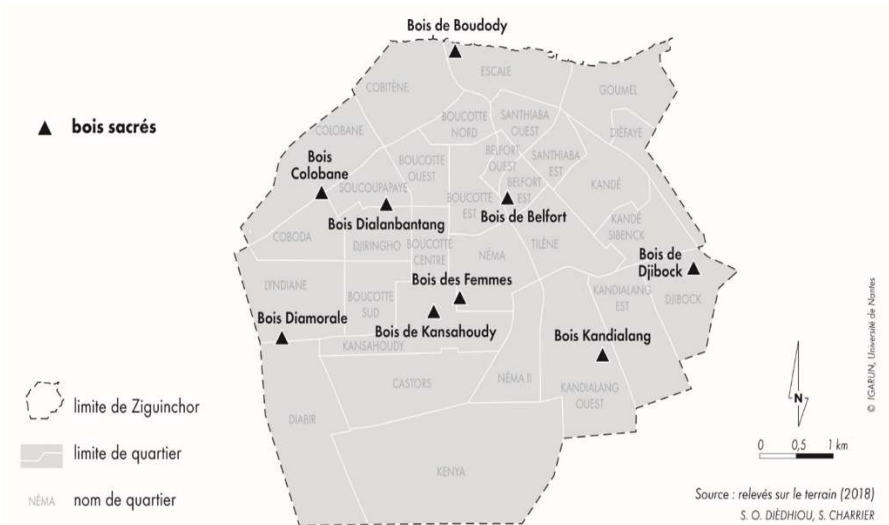 Bois de Boudody
ESCALE
COBITÈNE
GOUMEL
bois sacrés
COLOBANE
BOUCOTTE
NORD
SANTHIABA
OUEST
DIÈFAYE
Bois
Colobane
SOUCOUPAPAYE
BOUCOTTE
OUEST
BELFORT
OUEST
SANTHIABA
EST
KANDÉ
BOUCOTTE
EST
BELFORT
EST
Bois Dialanbantang
Bois de Belfort
KANDÉ
SIBENCK
COBODA
DJIRINGHO
BOUCOTTE
CENTRE
NÉMA
TILÈNE
Bois de
Djibock
LYNDIANE
BOUCOTTE
SUD
Bois des Femmes
KANDIALANG
EST
DJIBOCK
Bois Diamorale
Bois de Kansahoudy
Bois Kandialang
KANSAHOUDY
CASTORS
NÉMA II
KANDIALANG
OUEST
limite de Ziguinchor
DIABIR
limite de quartier
KENYA
NÉMA nom de quartier
N
0 0,5 1 km
Source : relevés sur le terrain (2018)
S. O. DIÉDHIOU, S. CHARRIER
© IGARUN, Université de Nantes